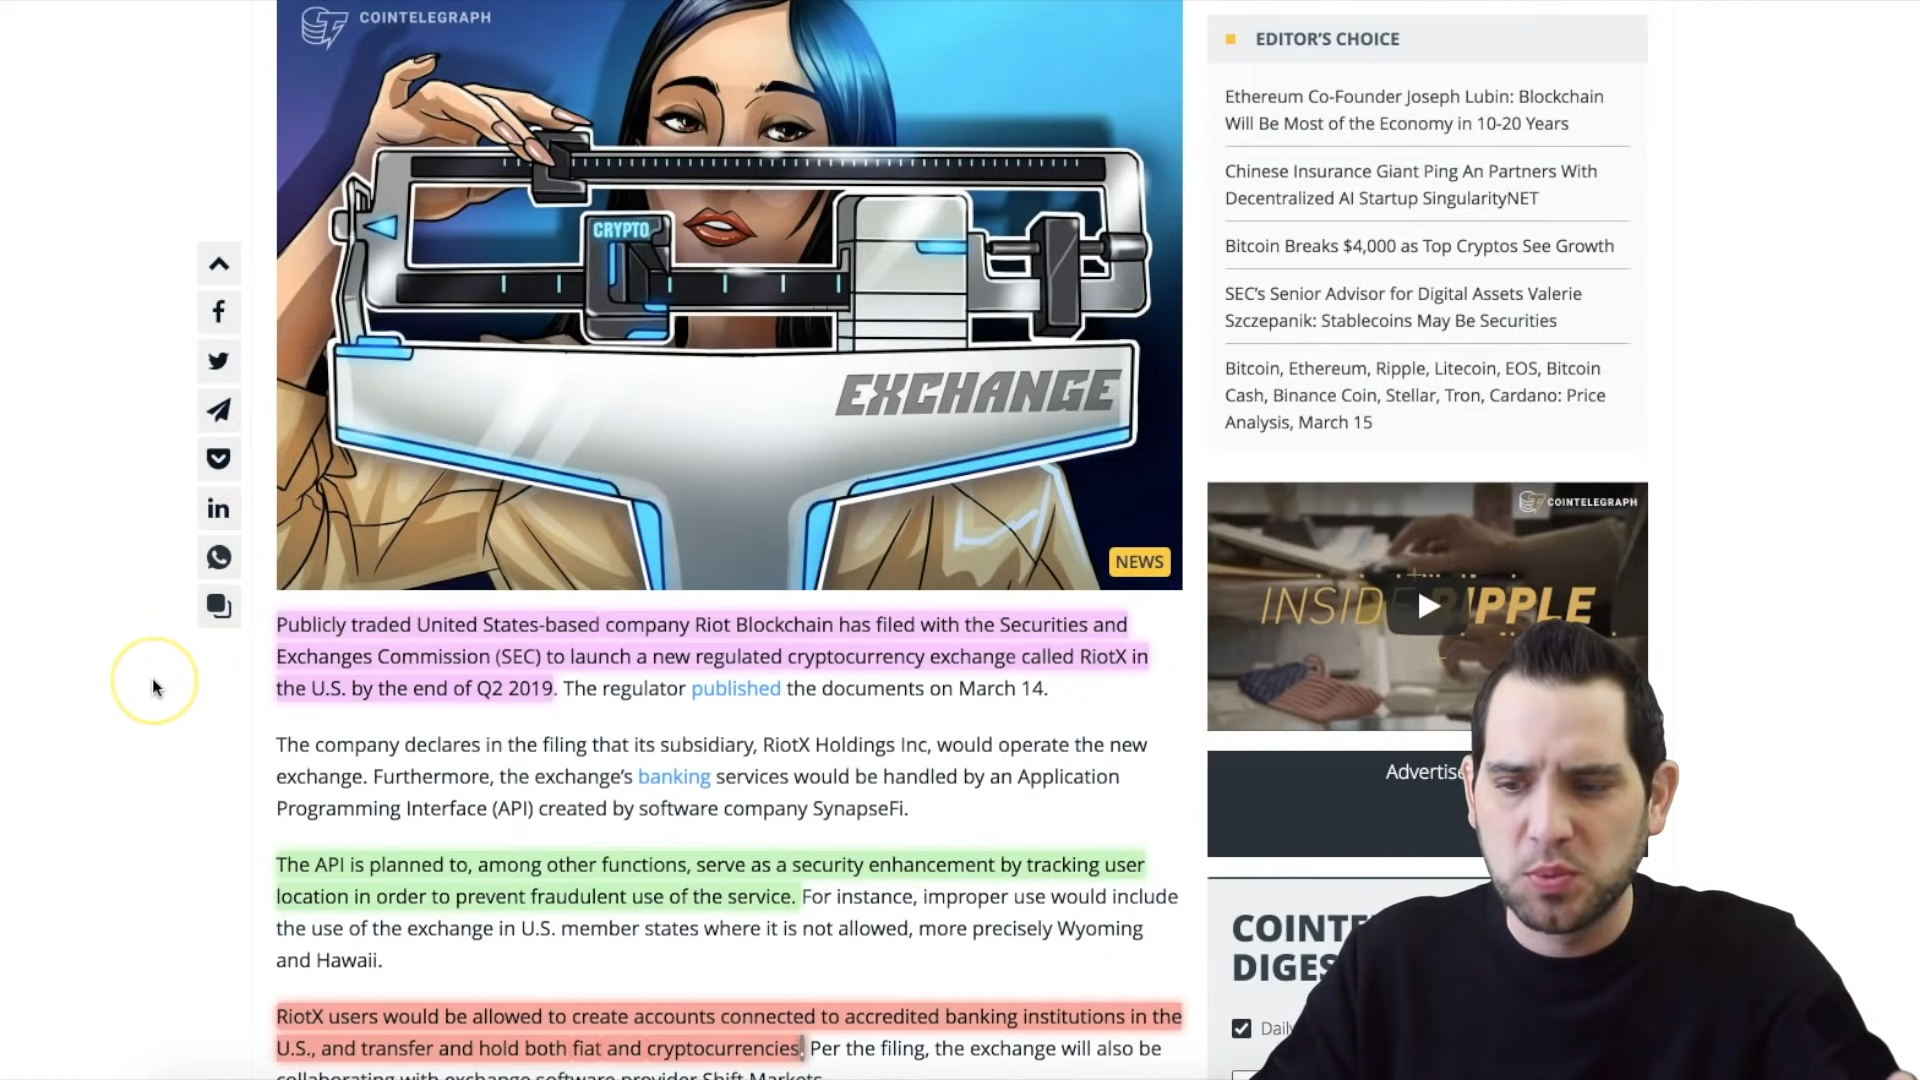 COINTELEGRAPH
CRYPTO
EXCHANGE
NEWS
Publicly traded United States-based company Riot Blockchain has filed with the Securities and
Exchanges Commission (SEC) to launch a new regulated cryptocurrency exchange called RiotX in
the U.S. by the end of Q2 2019. The regulator published the documents on March 14.
The company declares in the filing that its subsidiary, RiotX Holdings Inc, would operate the new
exchange. Furthermore, the exchange's banking services would be handled by an Application
Programming Interface (API) created by software company SynapseFi.
The API is planned to, among other functions, serve as a security enhancement by tracking user
location in order to prevent fraudulent use of the service. For instance, improper use would include
the use of the exchange in U.S. member states where it is not allowed, more precisely Wyoming
and Hawaii.
RiotX users would be allowed to create accounts connected to accredited banking institutions in the
U.S., and transfer and hold both fiat and cryptocurrencies. Per the filing, the exchange will also be
collaborating with exchange software provider Shift Markets.
EDITOR'S CHOICE
Ethereum Co-Founder Joseph Lubin: Blockchain
Will Be Most of the Economy in 10-20 Years
Chinese Insurance Giant Ping An Partners With
Decentralized AI Startup SingularityNET
Bitcoin Breaks $4,000 as Top Cryptos See Growth
SEC's Senior Advisor for Digital Assets Valerie
Szczepanik: Stablecoins May Be Securities
Bitcoin, Ethereum, Ripple, Litecoin, EOS, Bitcoin
Cash, Binance Coin, Stellar, Tron, Cardano: Price
Analysis, March 15
COINTELEGRAPH
INSIDE RIPPLE
Advertise
COINTE
DIGES
Daily